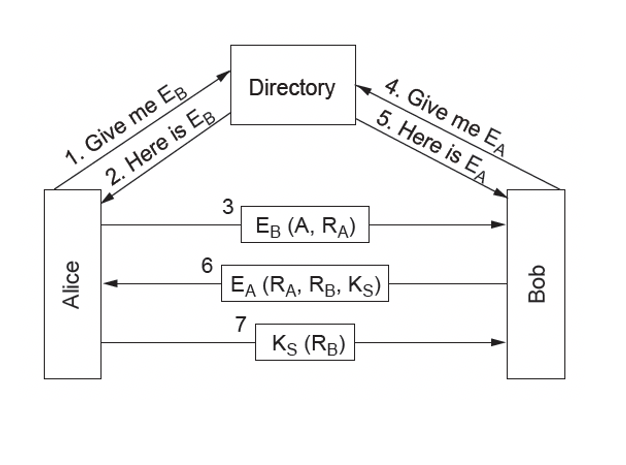 Directory
1. Give me E_B
2. Here is E_B
4. Give me E_A
5. Here is E_A
3
E_B (A, R_A)
6
E_A (R_A, R_B, K_S)
7
K_S (R_B)
Alice
Bob